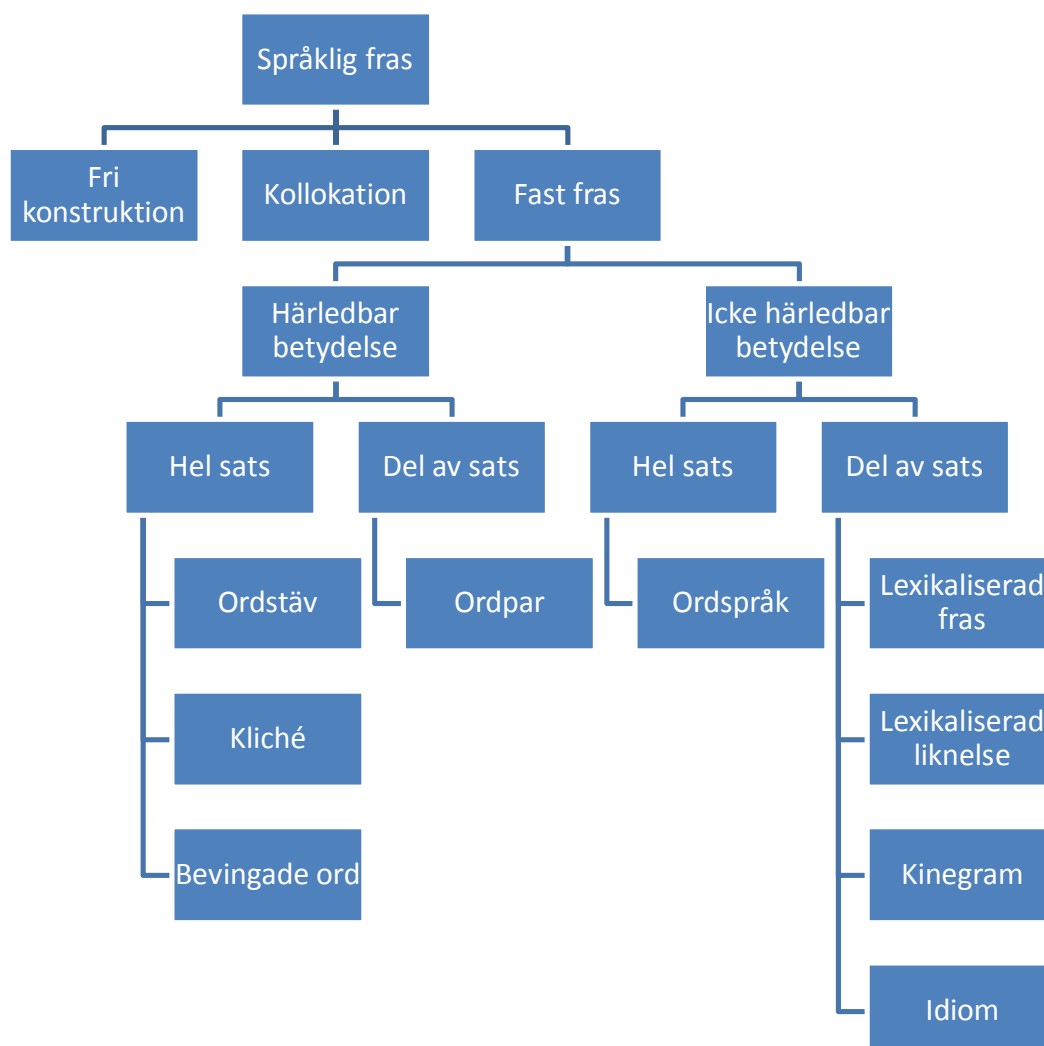 Språklig fras
Fri
konstruktion
Kollokation
Fast fras
Härledbar
betydelse
Icke härledbar
betydelse
Hel sats
Del av sats
Hel sats
Del av sats
Ordstäv
Ordpar
Ordspråk
Lexikaliserad
fras
Kliché
Lexikaliserad
liknelse
Bevingade ord
Kinegram
Idiom